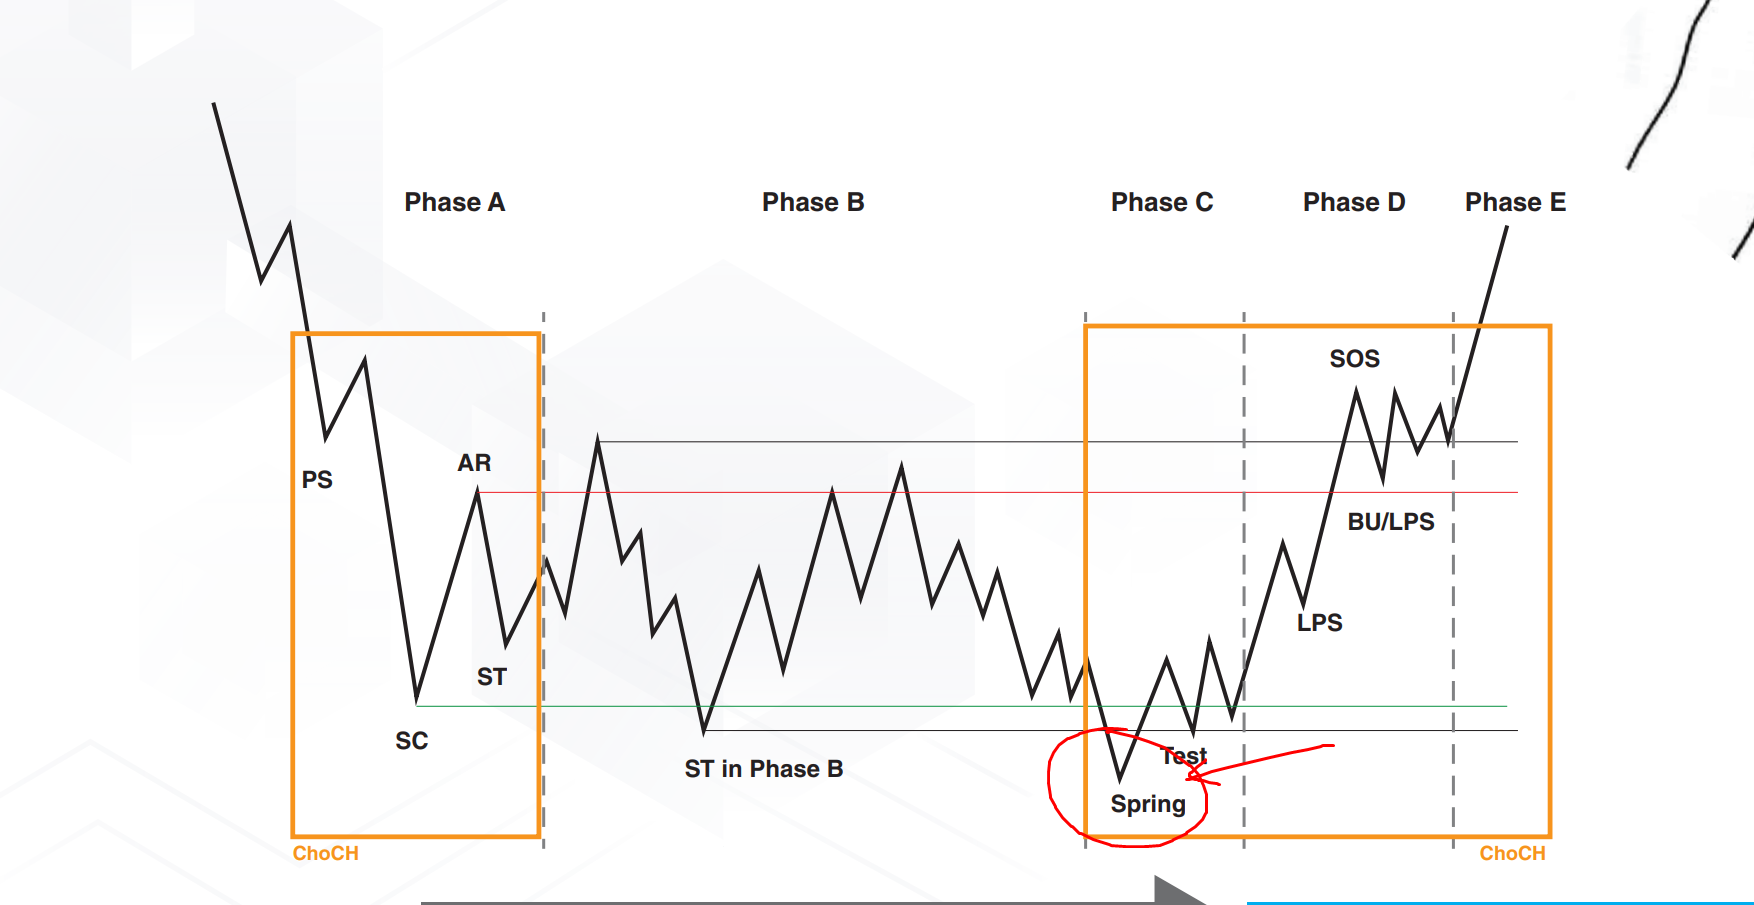 Phase A
Phase B
Phase C
Phase D
Phase E
SOS
AR
PS
BU/LPS
LPS
ST
SC
Test
ST in Phase B
Spring
ChoCH
ChoCH